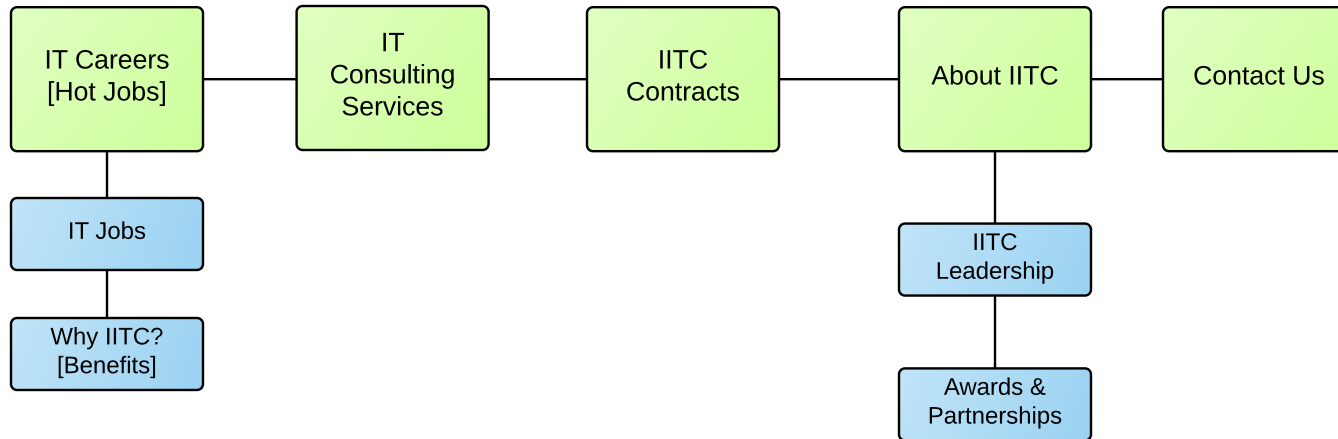 IT Careers
[Hot Jobs]
IT
Consulting
Services
IITC
Contracts
About IITC
Contact Us
IT Jobs
Why IITC?
[Benefits]
IITC
Leadership
Awards &
Partnerships